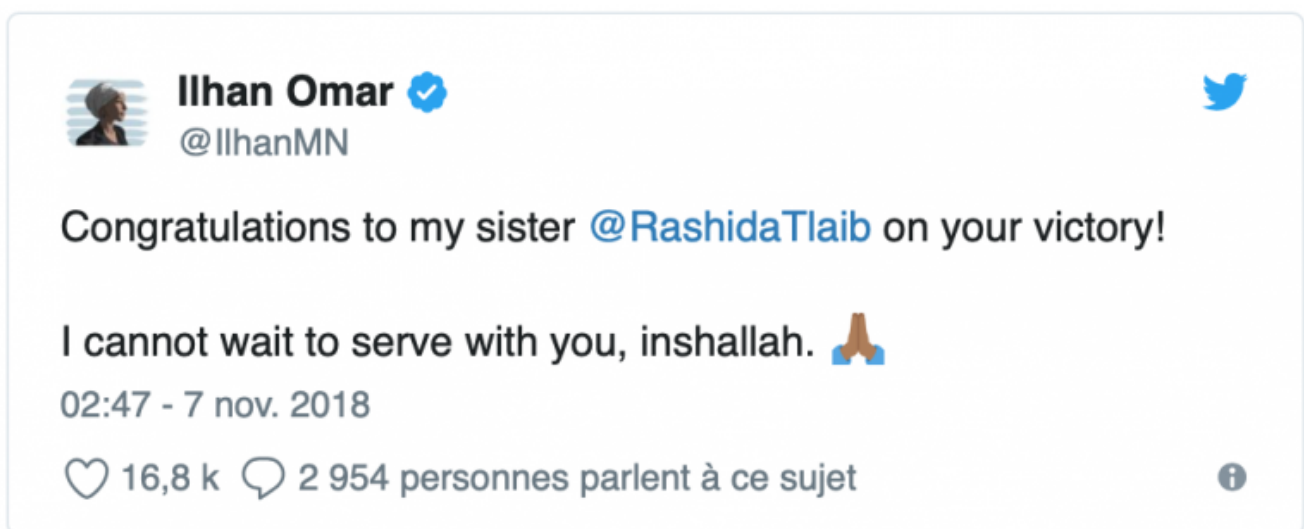 Ilhan Omar
@IlhanMN
Congratulations to my sister @RashidaTlaib on your victory!
I cannot wait to serve with you, inshallah. 🙏🏾
02:47 - 7 nov. 2018
16,8 k 2 954 personnes parlent à ce sujet